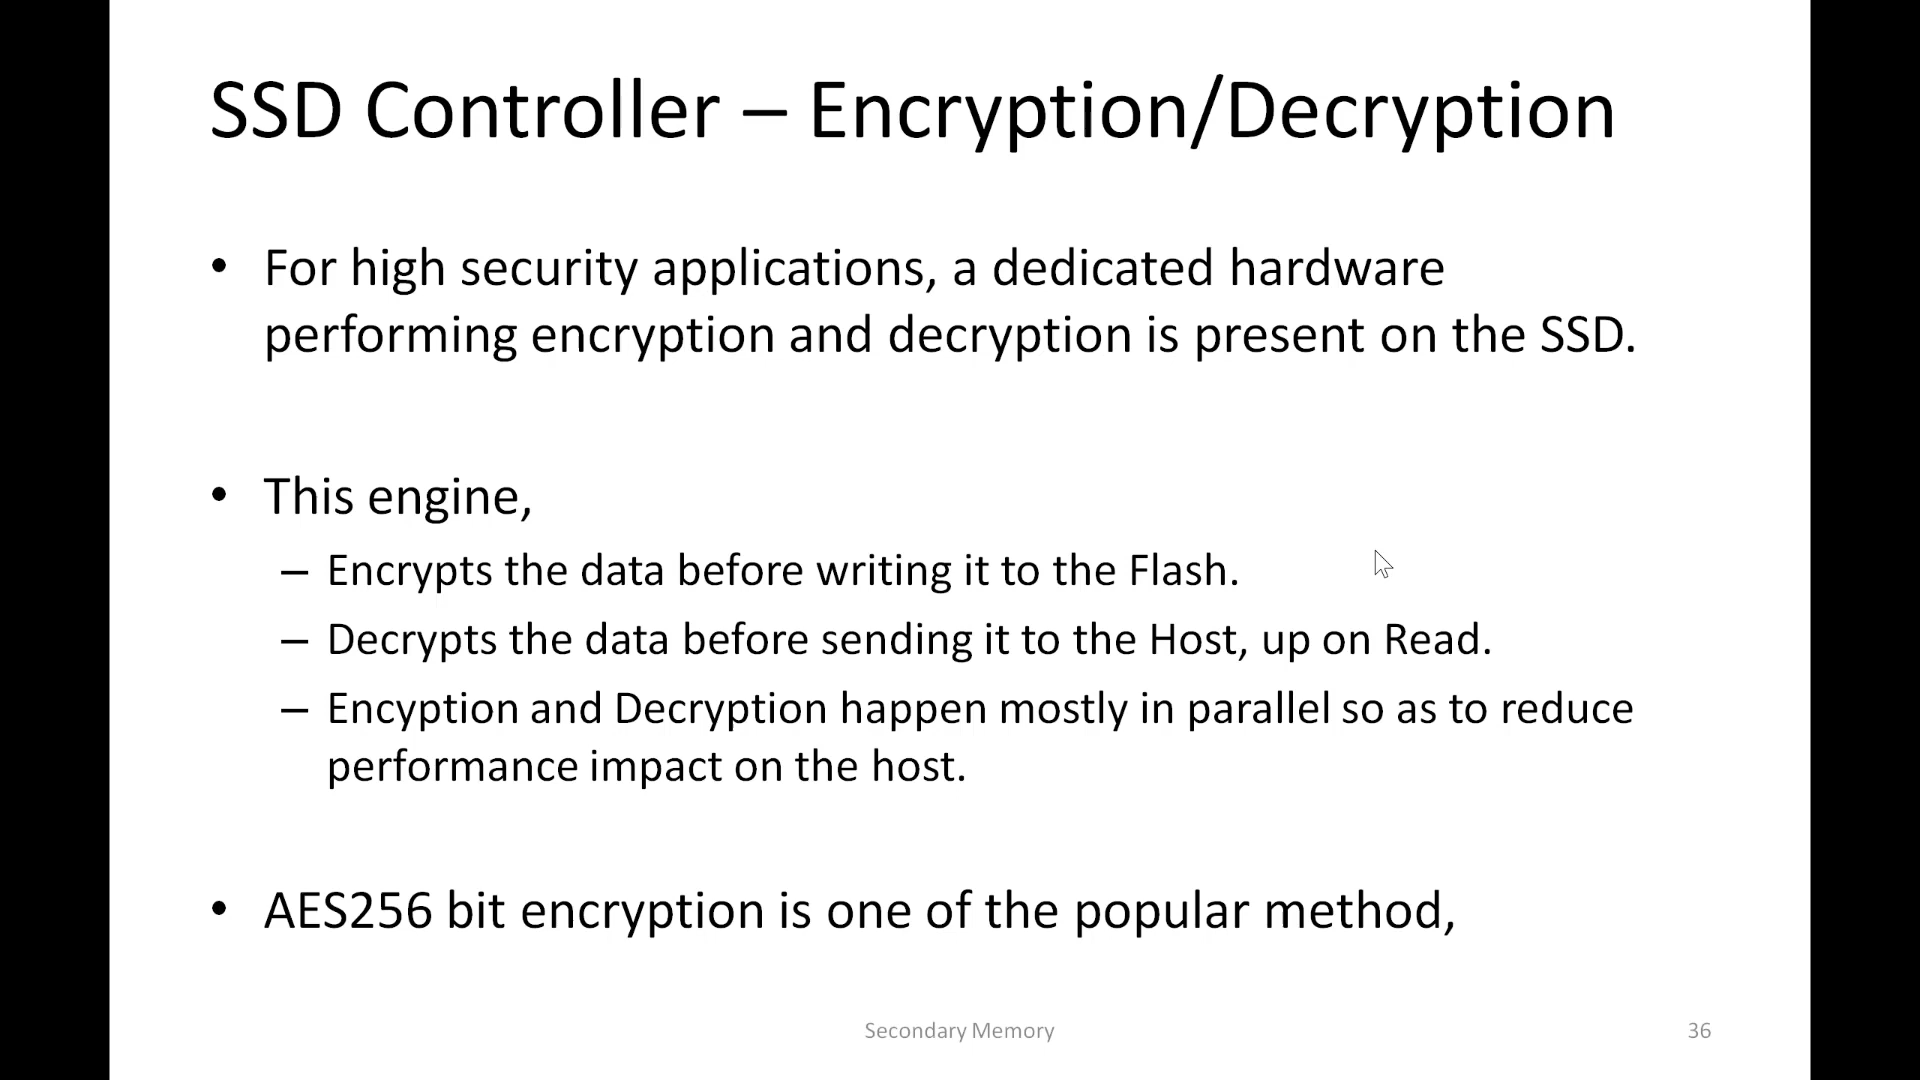 SSD Controller – Encryption/Decryption
• For high security applications, a dedicated hardware
performing encryption and decryption is present on the SSD.
• This engine,
– Encrypts the data before writing it to the Flash.
– Decrypts the data before sending it to the Host, up on Read.
– Encyption and Decryption happen mostly in parallel so as to reduce
performance impact on the host.
• AES256 bit encryption is one of the popular method,
Secondary Memory
36